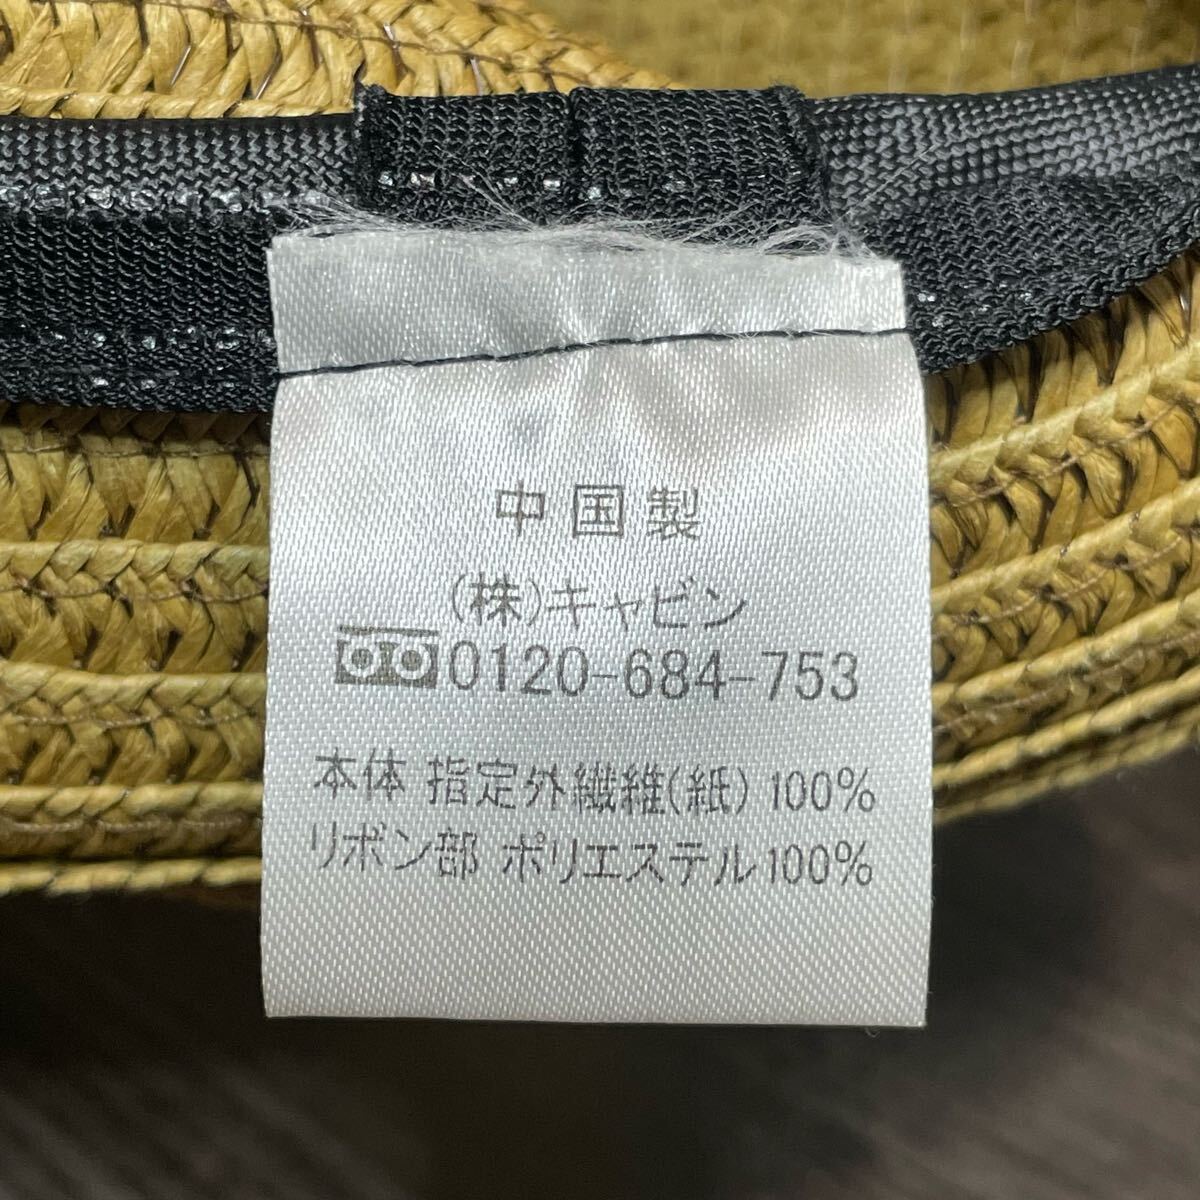 中国製
(株)キャビン
0120-684-753
本体 指定外繊維(紙) 100%
リボン部 ポリエステル100%